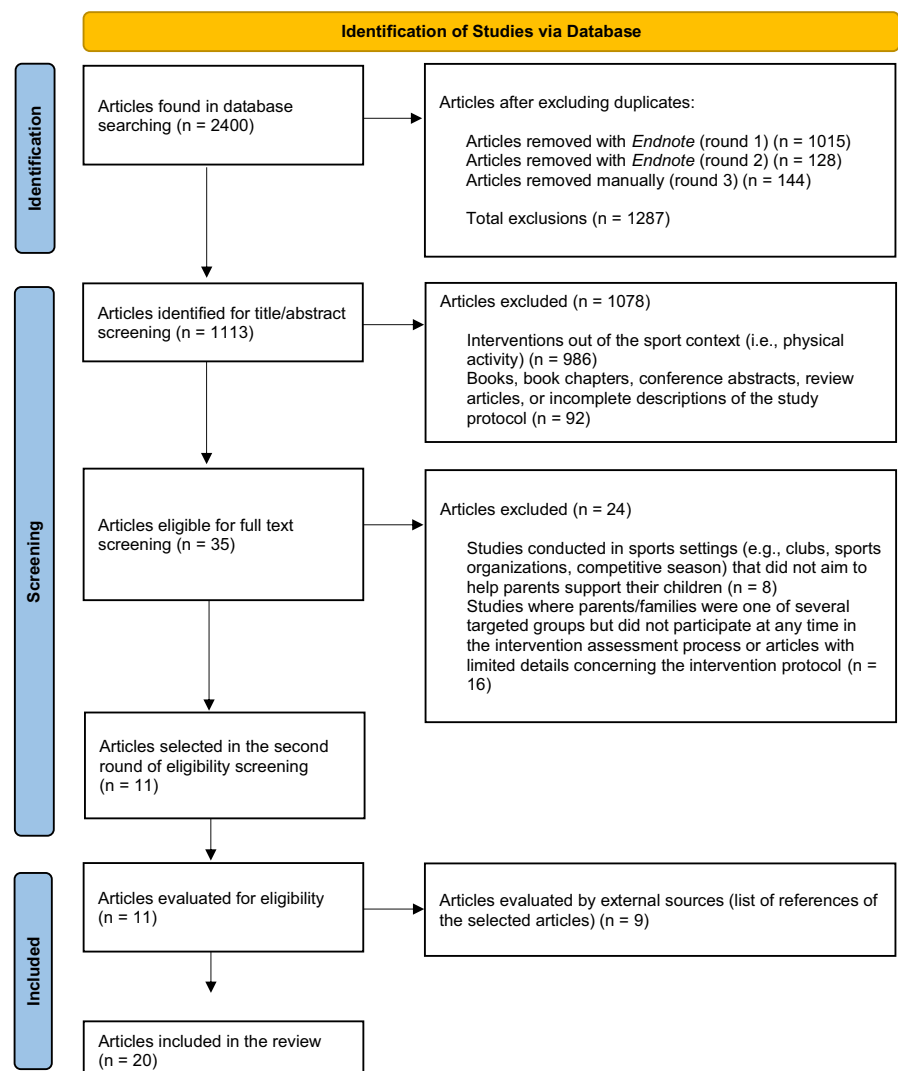 Identification of Studies via Database
Identification
Articles found in database
searching (n = 2400)
Articles after excluding duplicates:
Articles removed with Endnote (round 1) (n = 1015)
Articles removed with Endnote (round 2) (n = 128)
Articles removed manually (round 3) (n = 144)
Total exclusions (n = 1287)
Screening
Articles identified for title/abstract
screening (n = 1113)
Articles excluded (n = 1078)
Interventions out of the sport context (i.e., physical
activity) (n = 986)
Books, book chapters, conference abstracts, review
articles, or incomplete descriptions of the study
protocol (n = 92)
Articles eligible for full text
screening (n = 35)
Articles excluded (n = 24)
Studies conducted in sports settings (e.g., clubs, sports
organizations, competitive season) that did not aim to
help parents support their children (n = 8)
Studies where parents/families were one of several
targeted groups but did not participate at any time in
the intervention assessment process or articles with
limited details concerning the intervention protocol (n =
16)
Articles selected in the second
round of eligibility screening
(n = 11)
Included
Articles evaluated for eligibility
(n = 11)
Articles evaluated by external sources (list of references of
the selected articles) (n = 9)
Articles included in the review
(n = 20)